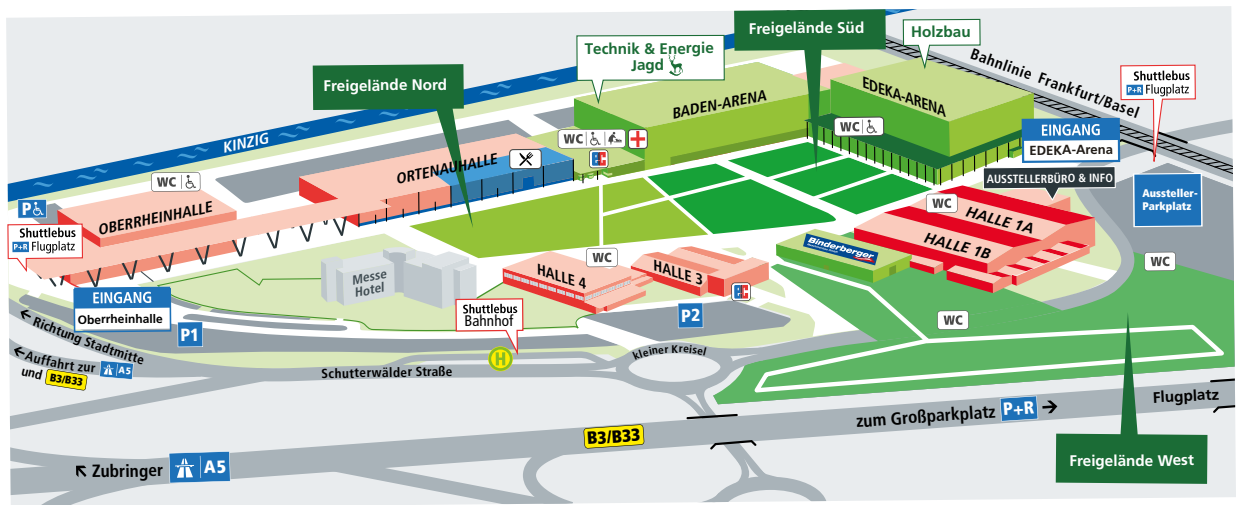 Freigelände Süd
Holzbau
Technik & Energie
Jagd
Freigelände Nord
Bahnlinie Frankfurt/Basel
Shuttlebus
P+R Flugplatz
KINZIG
BADEN-ARENA
EDEKA-ARENA
WC
WC
EINGANG
EDEKA-Arena
ORTENAUHALLE
AUSSTELLERBÜRO & INFO
WC
P
OBERRHEINHALLE
Aussteller-
Parkplatz
WC
HALLE 1A
HALLE 1B
Shuttlebus
P+R Flugplatz
Binderberger
WC
WC
HALLE 4
HALLE 3
Messe
Hotel
EINGANG
Oberrheinhalle
Shuttlebus
Bahnhof
P1
P2
WC
H
Richtung Stadtmitte
Auffahrt zur A5
und B3/B33
kleiner Kreisel
Schutterwälder Straße
zum Großparkplatz P+R
Flugplatz
B3/B33
Freigelände West
Zubringer A5